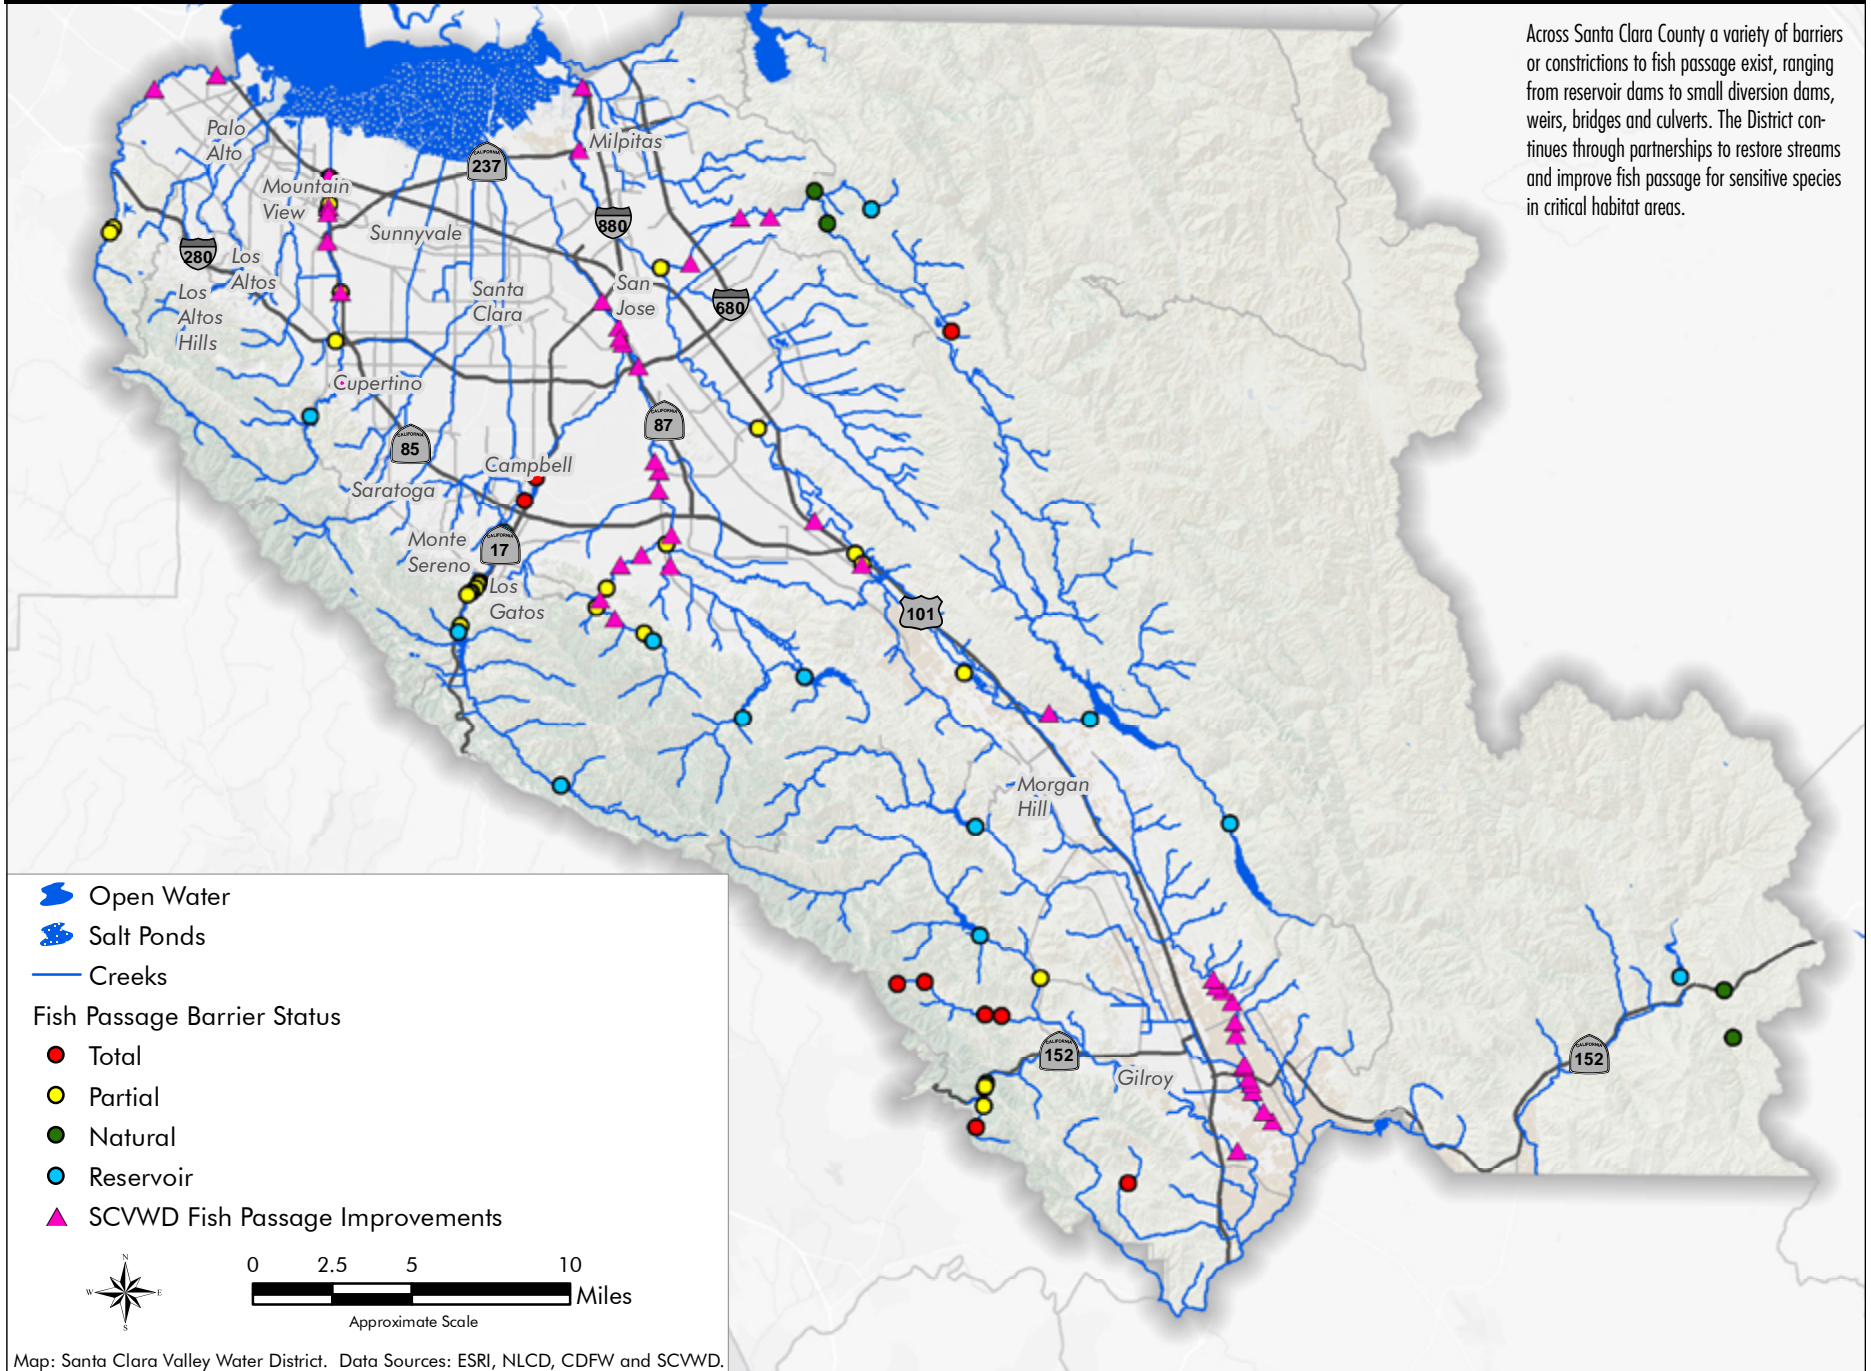 Across Santa Clara County a variety of barriers
or constrictions to fish passage exist, ranging
from reservoir dams to small diversion dams,
weirs, bridges and culverts. The District con-
tinues through partnerships to restore streams
and improve fish passage for sensitive species
in critical habitat areas.
Palo
Alto
Milpitas
CALIFORNIA
237
Mountain
View
880
Sunnyvale
280
Los
Altos
Santa
Clara
San
Jose
680
Los
Altos
Hills
Cupertino
CALIFORNIA
87
CALIFORNIA
85
Campbell
Saratoga
Monte
Sereno
CALIFORNIA
17
Los
Gatos
101
Morgan
Hill
CALIFORNIA
152
Gilroy
CALIFORNIA
152
Open Water
Salt Ponds
Creeks
Fish Passage Barrier Status
Total
Partial
Natural
Reservoir
SCVWD Fish Passage Improvements
N
W E
S
0 2.5 5 10
Miles
Approximate Scale
Map: Santa Clara Valley Water District. Data Sources: ESRI, NLCD, CDFW and SCVWD.